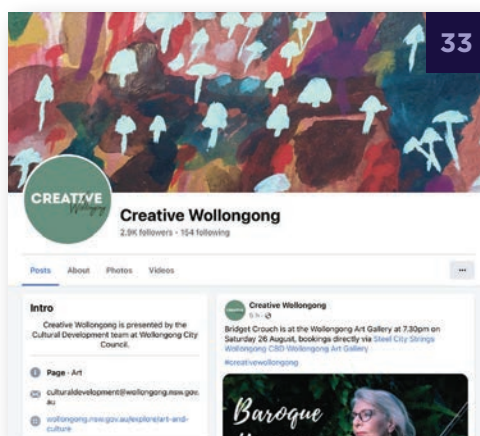 33
CREATIVE
Wollongong
Creative Wollongong
2.9K followers • 154 following
Posts About Photos Videos
Intro
Creative Wollongong is presented by the
Cultural Development team at Wollongong City
Council.
Page · Art
culturaldevelopment@wollongong.nsw.gov.
au
wollongong.nsw.gov.au/explore/art-and-
culture
Creative Wollongong
5 h ·
Bridget Crouch is at the Wollongong Art Gallery at 7.30pm on
Saturday 26 August, bookings directly via Steel City Strings
Wollongong CBD Wollongong Art Gallery
#creativewollongong
Baroque